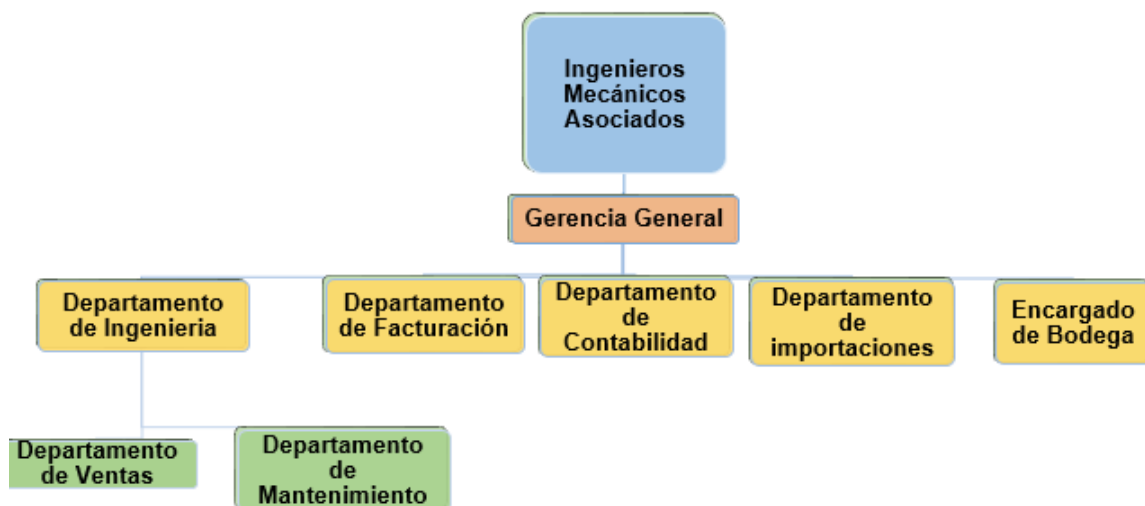 Ingenieros
Mecánicos
Asociados
Gerencia General
Departamento
de Ingenieria
Departamento
de Facturación
Departamento
de
Contabilidad
Departamento
de
importaciones
Encargado
de Bodega
Departamento
de Ventas
Departamento
de
Mantenimiento